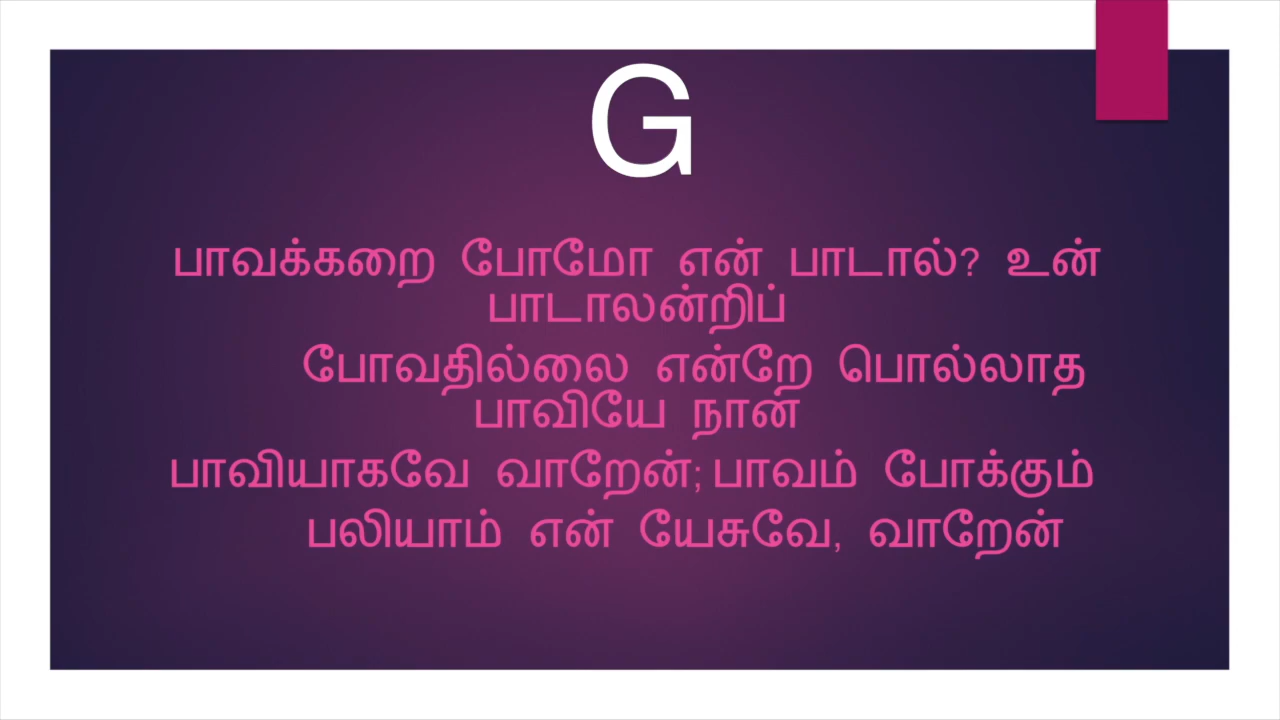 G
பாவக்கறை போமோ என் பாடால்? உன்
பாடாலன்றிப்
போவதில்லை என்றே பொல்லாத
பாவியே நான்
பாவியாகவே வாறேன்; பாவம் போக்கும்
பலியாம் என் யேசுவே, வாறேன்